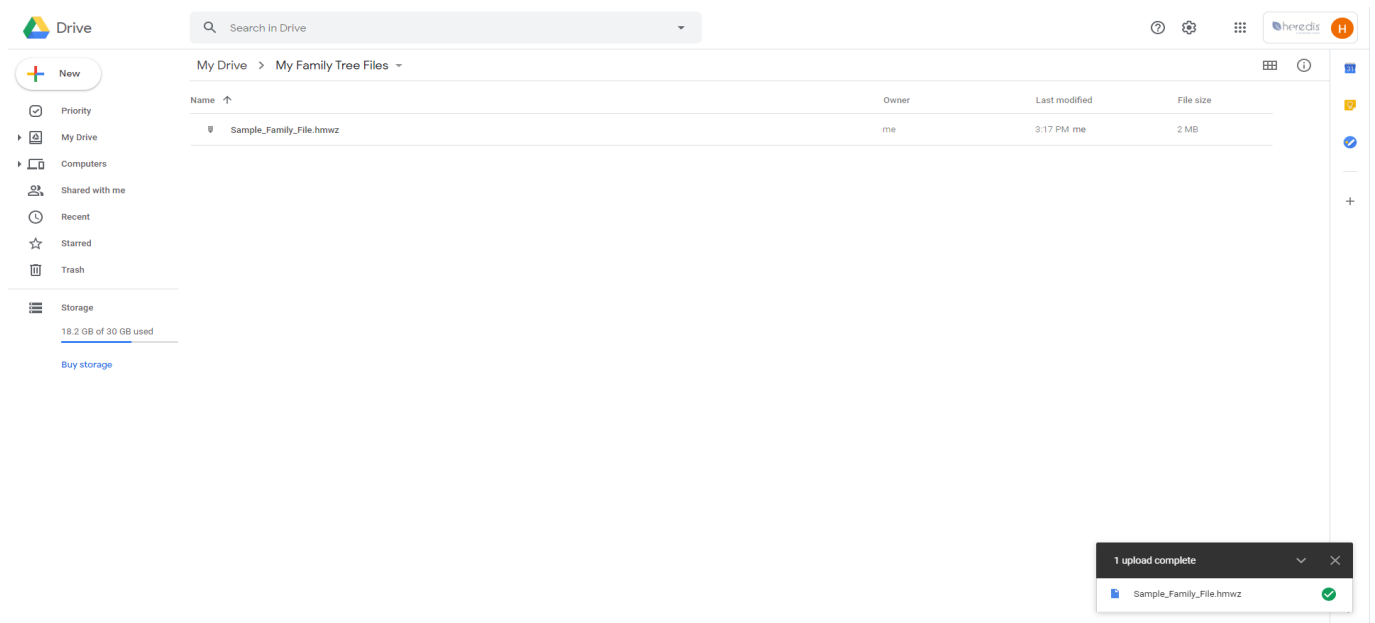 Drive
Search in Drive
heredis
H
New
My Drive > My Family Tree Files
31
Name Owner Last modified File size
Priority
Sample_Family_File.hmwz me 3:17 PM me 2 MB
My Drive
Computers
Shared with me
Recent
Starred
Trash
Storage
18.2 GB of 30 GB used
Buy storage
1 upload complete
Sample_Family_File.hmwz